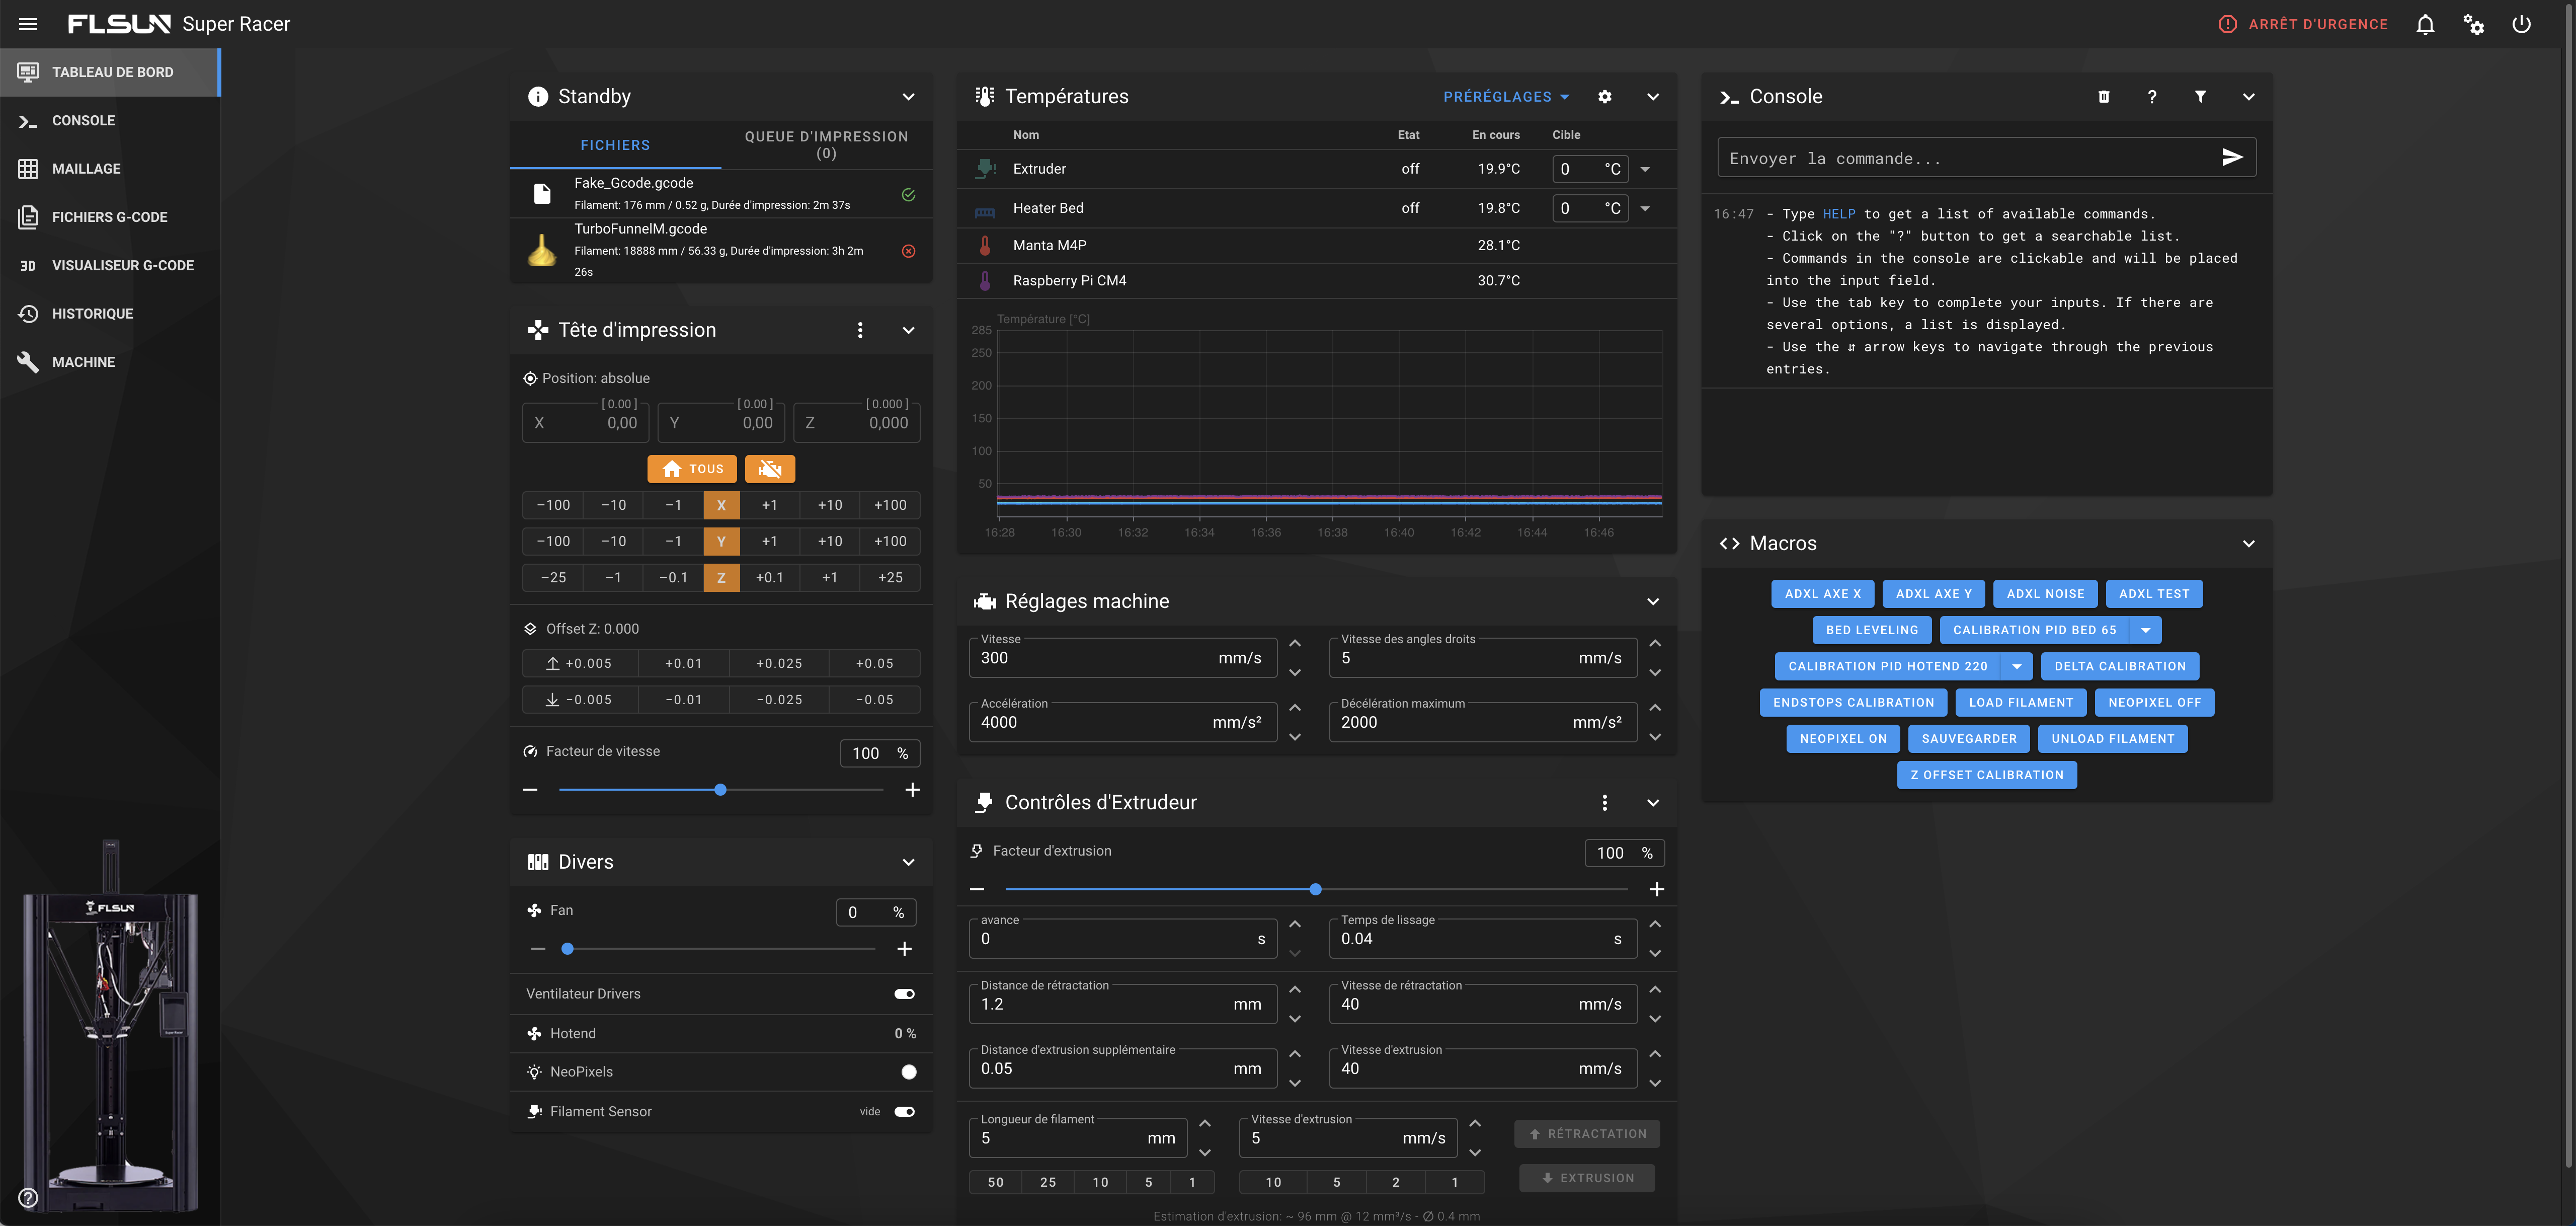 FLSUN Super Racer
ARRÊT D'URGENCE
TABLEAU DE BORD
CONSOLE
MAILLAGE
FICHIERS G-CODE
3D VISUALISEUR G-CODE
HISTORIQUE
MACHINE
FLSUN
Super Racer
Standby
FICHIERS
QUEUE D'IMPRESSION
(0)
Fake_Gcode.gcode
Filament: 176 mm / 0.52 g, Durée d'impression: 2m 37s
TurboFunnelM.gcode
Filament: 18888 mm / 56.33 g, Durée d'impression: 3h 2m
26s
Tête d'impression
Position: absolue
[ 0.00 ] [ 0.00 ] [ 0.000 ]
X 0,00 Y 0,00 Z 0,000
TOUS
−100 −10 −1 X +1 +10 +100
−100 −10 −1 Y +1 +10 +100
−25 −1 −0.1 Z +0.1 +1 +25
Offset Z: 0.000
+0.005 +0.01 +0.025 +0.05
−0.005 −0.01 −0.025 −0.05
Facteur de vitesse 100 %
Divers
Fan 0 %
Ventilateur Drivers
Hotend 0 %
NeoPixels
Filament Sensor vide
Températures PRÉRÉGLAGES
Nom Etat En cours Cible
Extruder off 19.9°C 0 °C
Heater Bed off 19.8°C 0 °C
Manta M4P 28.1°C
Raspberry Pi CM4 30.7°C
Température [°C]
285
250
200
150
100
50
16:28 16:30 16:32 16:34 16:36 16:38 16:40 16:42 16:44 16:46
Réglages machine
Vitesse Vitesse des angles droits
300 mm/s 5 mm/s
Accélération Décélération maximum
4000 mm/s² 2000 mm/s²
Contrôles d'Extrudeur
Facteur d'extrusion 100 %
avance Temps de lissage
0 s 0.04 s
Distance de rétractation Vitesse de rétractation
1.2 mm 40 mm/s
Distance d'extrusion supplémentaire Vitesse d'extrusion
0.05 mm 40 mm/s
Longueur de filament Vitesse d'extrusion
5 mm 5 mm/s
RÉTRACTATION
50 25 10 5 1 10 5 2 1
EXTRUSION
Estimation d'extrusion: ~ 96 mm @ 12 mm³/s - Ø 0.4 mm
Console
Envoyer la commande...
16:47 - Type HELP to get a list of available commands.
- Click on the "?" button to get a searchable list.
- Commands in the console are clickable and will be placed
into the input field.
- Use the tab key to complete your inputs. If there are
several options, a list is displayed.
- Use the ⇵ arrow keys to navigate through the previous
entries.
Macros
ADXL AXE X ADXL AXE Y ADXL NOISE ADXL TEST
BED LEVELING CALIBRATION PID BED 65
CALIBRATION PID HOTEND 220 DELTA CALIBRATION
ENDSTOPS CALIBRATION LOAD FILAMENT NEOPIXEL OFF
NEOPIXEL ON SAUVEGARDER UNLOAD FILAMENT
Z OFFSET CALIBRATION